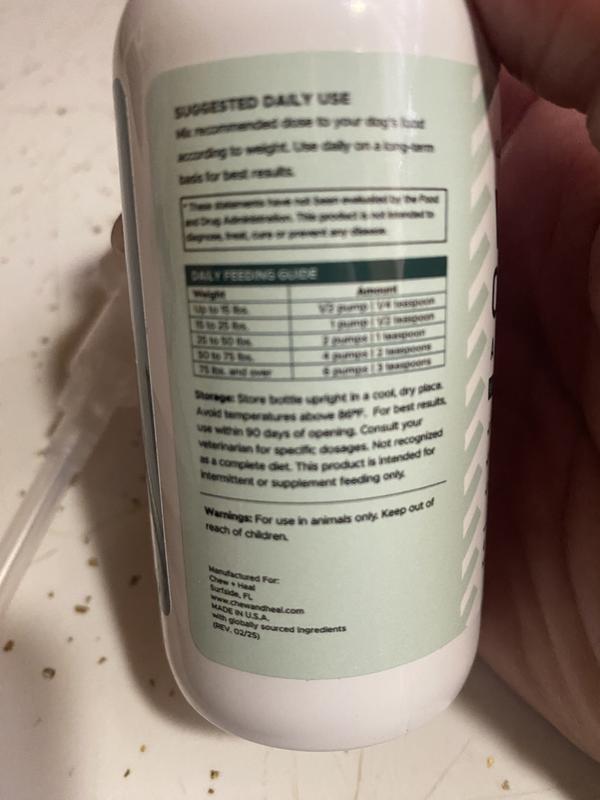 SUGGESTED DAILY USE
Mix recommended dose to your dog's food
according to weight. Use daily on a long-term
basis for best results.
* These statements have not been evaluated by the Food
and Drug Administration. This product is not intended to
diagnose, treat, cure or prevent any disease.
DAILY FEEDING GUIDE
Weight Amount
Up to 15 lbs. 1/2 pump | 1/4 teaspoon
15 to 25 lbs. 1 pump | 1/2 teaspoon
25 to 50 lbs. 2 pumps | 1 teaspoon
50 to 75 lbs. 4 pumps | 2 teaspoons
75 lbs. and over 6 pumps | 3 teaspoons
Storage: Store bottle upright in a cool, dry place.
Avoid temperatures above 86°F. For best results,
use within 90 days of opening. Consult your
veterinarian for specific dosages. Not recognized
as a complete diet. This product is intended for
intermittent or supplement feeding only.
Warnings: For use in animals only. Keep out of
reach of children.
Manufactured For:
Chew + Heal
Surfside, FL
www.chewandheal.com
MADE IN U.S.A.
with globally sourced ingredients
(REV. 02/25)